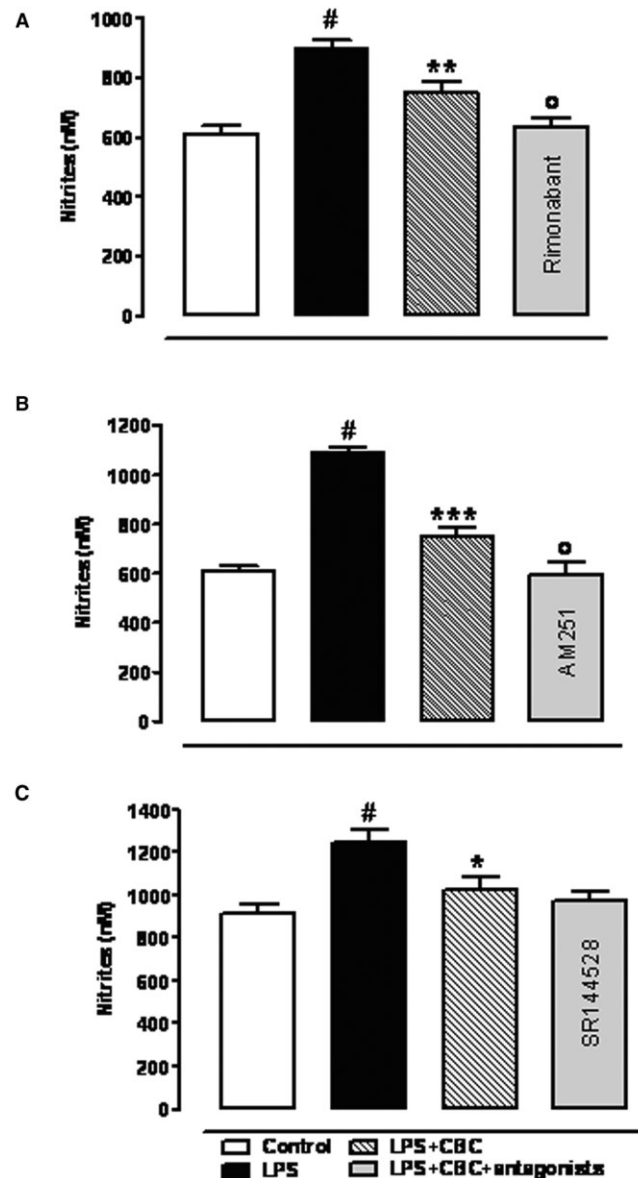 A
1000
#
800
**
¤
600
Nitrites (nM)
400
Rimonabant
200
0
B
1200
#
1000
800
***
¤
600
Nitrites (nM)
400
AM251
200
0
C
1400
#
1200
*
1000
800
Nitrites (nM)
600
SR144528
400
200
0
Control LPS+CBC
LPS LPS+CBC+antagonists